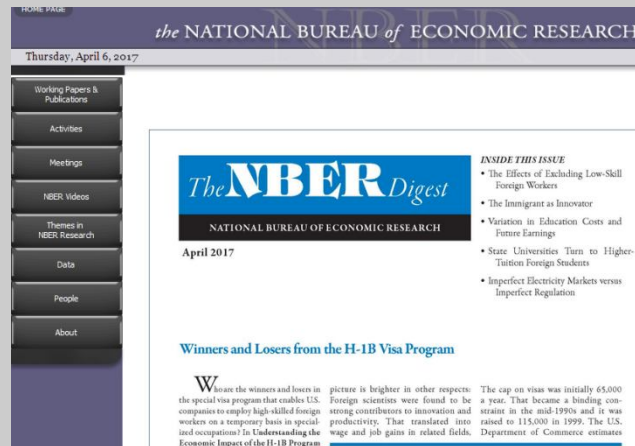 HOME PAGE
the NATIONAL BUREAU of ECONOMIC RESEARCH
NBER
Thursday, April 6, 2017
Working Papers &
Publications
Activities
Meetings
NBER Videos
Themes in
NBER Research
Data
People
About
The NBER Digest
NATIONAL BUREAU OF ECONOMIC RESEARCH
April 2017
INSIDE THIS ISSUE
• The Effects of Excluding Low-Skill
Foreign Workers
• The Immigrant as Innovator
• Variation in Education Costs and
Future Earnings
• State Universities Turn to Higher-
Tuition Foreign Students
• Imperfect Electricity Markets versus
Imperfect Regulation
Winners and Losers from the H-1B Visa Program
Who are the winners and losers in
the special visa program that enables U.S.
companies to employ high-skilled foreign
workers on a temporary basis in special-
ized occupations? In Understanding the
Economic Impact of the H-1B Program
picture is brighter in other respects:
Foreign scientists were found to be
strong contributors to innovation and
productivity. That translated into
wage and job gains in related fields,
The cap on visas was initially 65,000
a year. That became a binding con-
straint in the mid-1990s and it was
raised to 115,000 in 1999. The U.S.
Department of Commerce estimates